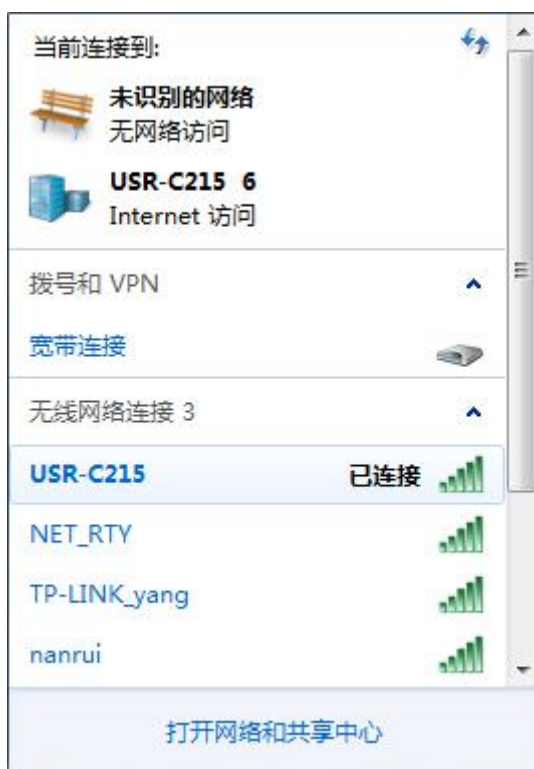 当前连接到:
未识别的网络
无网络访问
USR-C215  6
Internet 访问
拨号和 VPN
宽带连接
无线网络连接 3
USR-C215 已连接
NET_RTY
TP-LINK_yang
nanrui
打开网络和共享中心